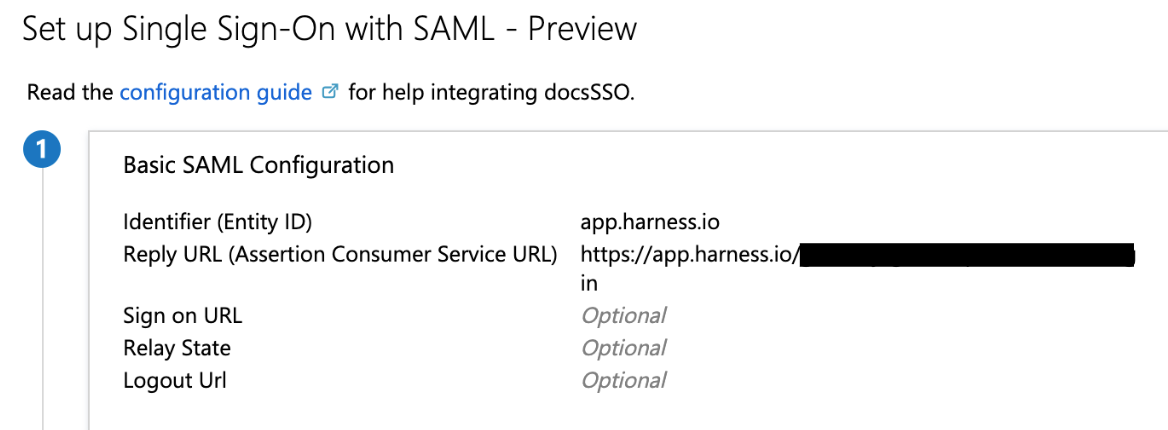 Set up Single Sign-On with SAML - Preview
Read the configuration guide for help integrating docsSSO.
1
Basic SAML Configuration
Identifier (Entity ID) app.harness.io
Reply URL (Assertion Consumer Service URL) https://app.harness.io/
in
Sign on URL Optional
Relay State Optional
Logout Url Optional